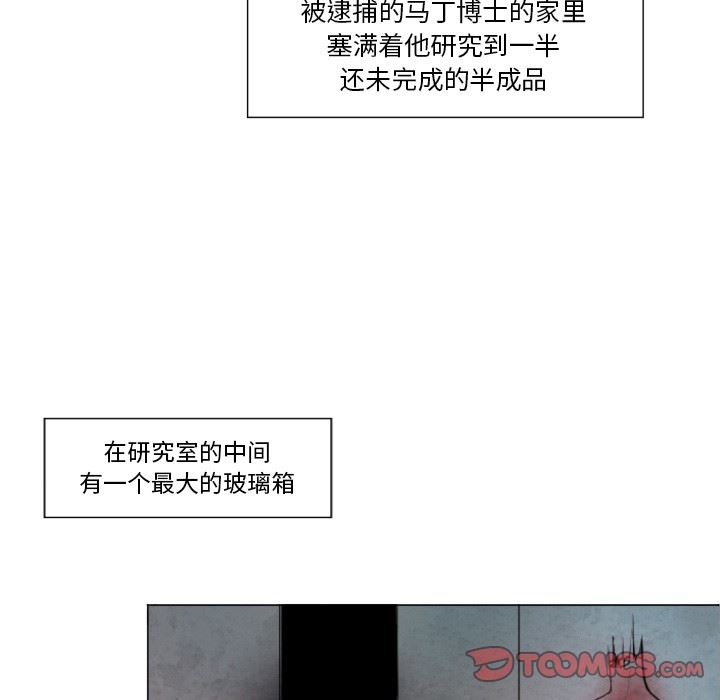 被逮捕的马丁博士的家里
塞满着他研究到一半
还未完成的半成品
在研究室的中间
有一个最大的玻璃箱
TOOMICS.COM